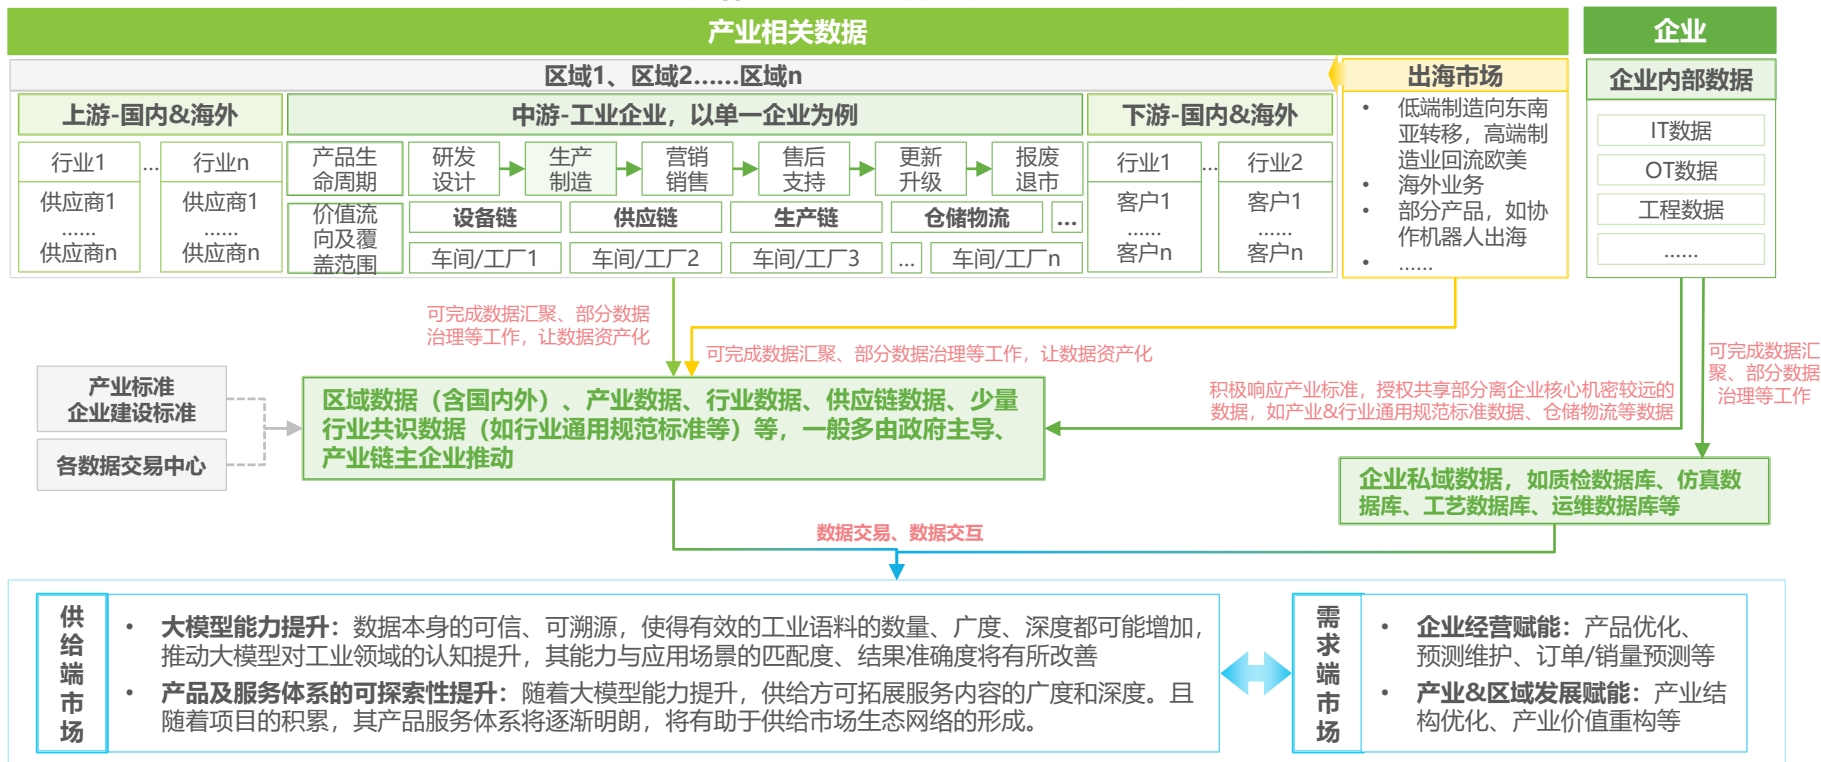 产业相关数据
企业
区域1、区域2……区域n
出海市场
企业内部数据
上游-国内&海外
中游-工业企业，以单一企业为例
下游-国内&海外
行业1
...
行业n
供应商1
……
供应商n
供应商1
……
供应商n
产品生
命周期
研发
设计
生产
制造
营销
销售
售后
支持
更新
升级
报废
退市
价值流
向及覆
盖范围
设备链
供应链
生产链
仓储物流
...
车间/工厂1
车间/工厂2
车间/工厂3
...
车间/工厂n
行业1
...
行业2
客户1
……
客户n
客户1
……
客户n
• 低端制造向东南
亚转移，高端制
造业回流欧美
• 海外业务
• 部分产品，如协
作机器人出海
• ……
IT数据
OT数据
工程数据
……
可完成数据汇聚、部分数据
治理等工作，让数据资产化
可完成数据汇聚、部分数据治理等工作，让数据资产化
可完成数据汇
聚、部分数据
治理等工作
积极响应产业标准，授权共享部分离企业核心机密较远的
数据，如产业&行业通用规范标准数据、仓储物流等数据
产业标准
企业建设标准
各数据交易中心
区域数据（含国内外）、产业数据、行业数据、供应链数据、少量
行业共识数据（如行业通用规范标准等）等，一般多由政府主导、
产业链主企业推动
企业私域数据，如质检数据库、仿真数
据库、工艺数据库、运维数据库等
数据交易、数据交互
供
给
端
市
场
• 大模型能力提升：数据本身的可信、可溯源，使得有效的工业语料的数量、广度、深度都可能增加，
推动大模型对工业领域的认知提升，其能力与应用场景的匹配度、结果准确度将有所改善
• 产品及服务体系的可探索性提升：随着大模型能力提升，供给方可拓展服务内容的广度和深度。且
随着项目的积累，其产品服务体系将逐渐明朗，将有助于供给市场生态网络的形成。
需
求
端
市
场
• 企业经营赋能：产品优化、
预测维护、订单/销量预测等
• 产业&区域发展赋能：产业结
构优化、产业价值重构等